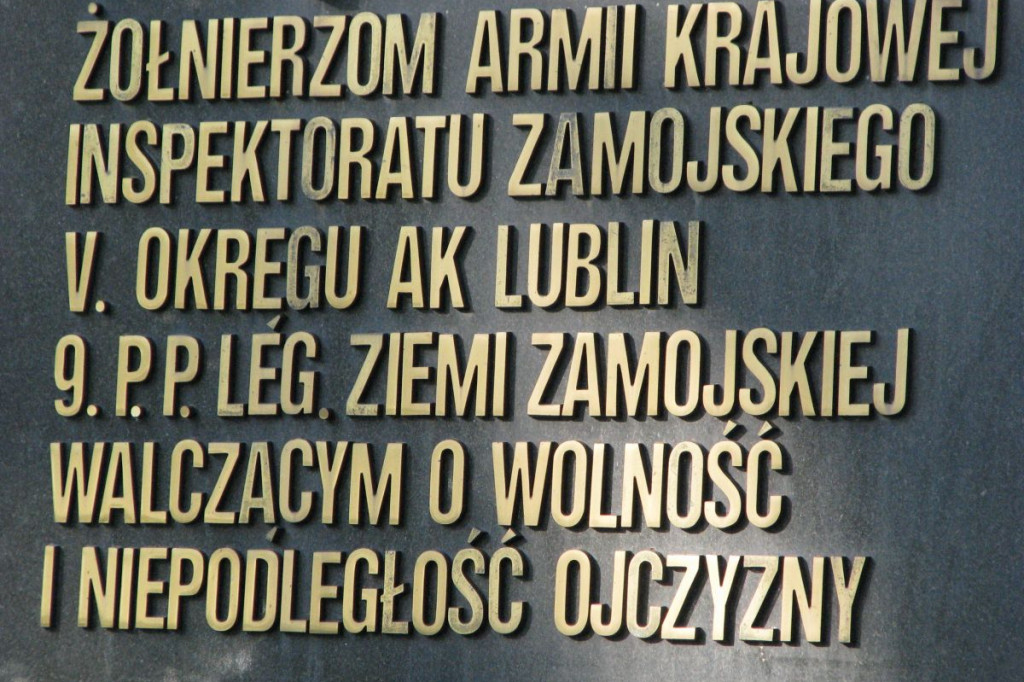 ŻOŁNIERZOM ARMII KRAJOWEJ
INSPEKTORATU ZAMOJSKIEGO
V. OKRĘGU AK LUBLIN
9. P.P. LEG. ZIEMI ZAMOJSKIEJ
WALCZĄCYM O WOLNOŚĆ
I NIEPODLEGŁOŚĆ OJCZYZNY